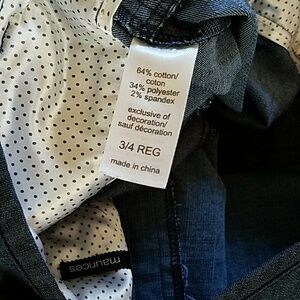 64% cotton/
coton
34% polyester
2% spandex
exclusive of
decoration/
sauf décoration
3/4 REG
made in china
maurices